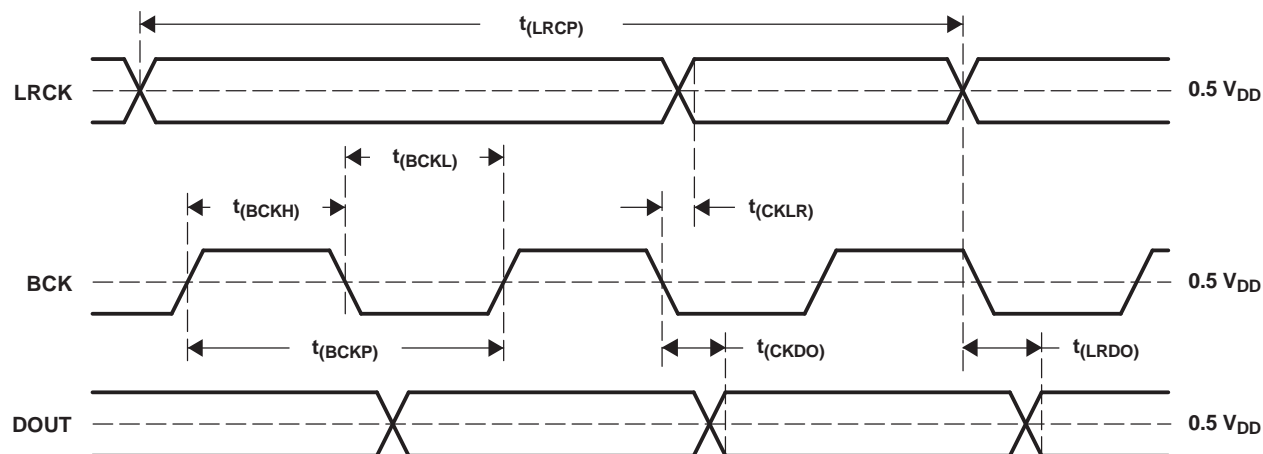 t(LRCP)
LRCK
0.5 VDD
t(BCKL)
t(BCKH)
t(CKLR)
BCK
0.5 VDD
t(BCKP)
t(CKDO)
t(LRDO)
DOUT
0.5 VDD